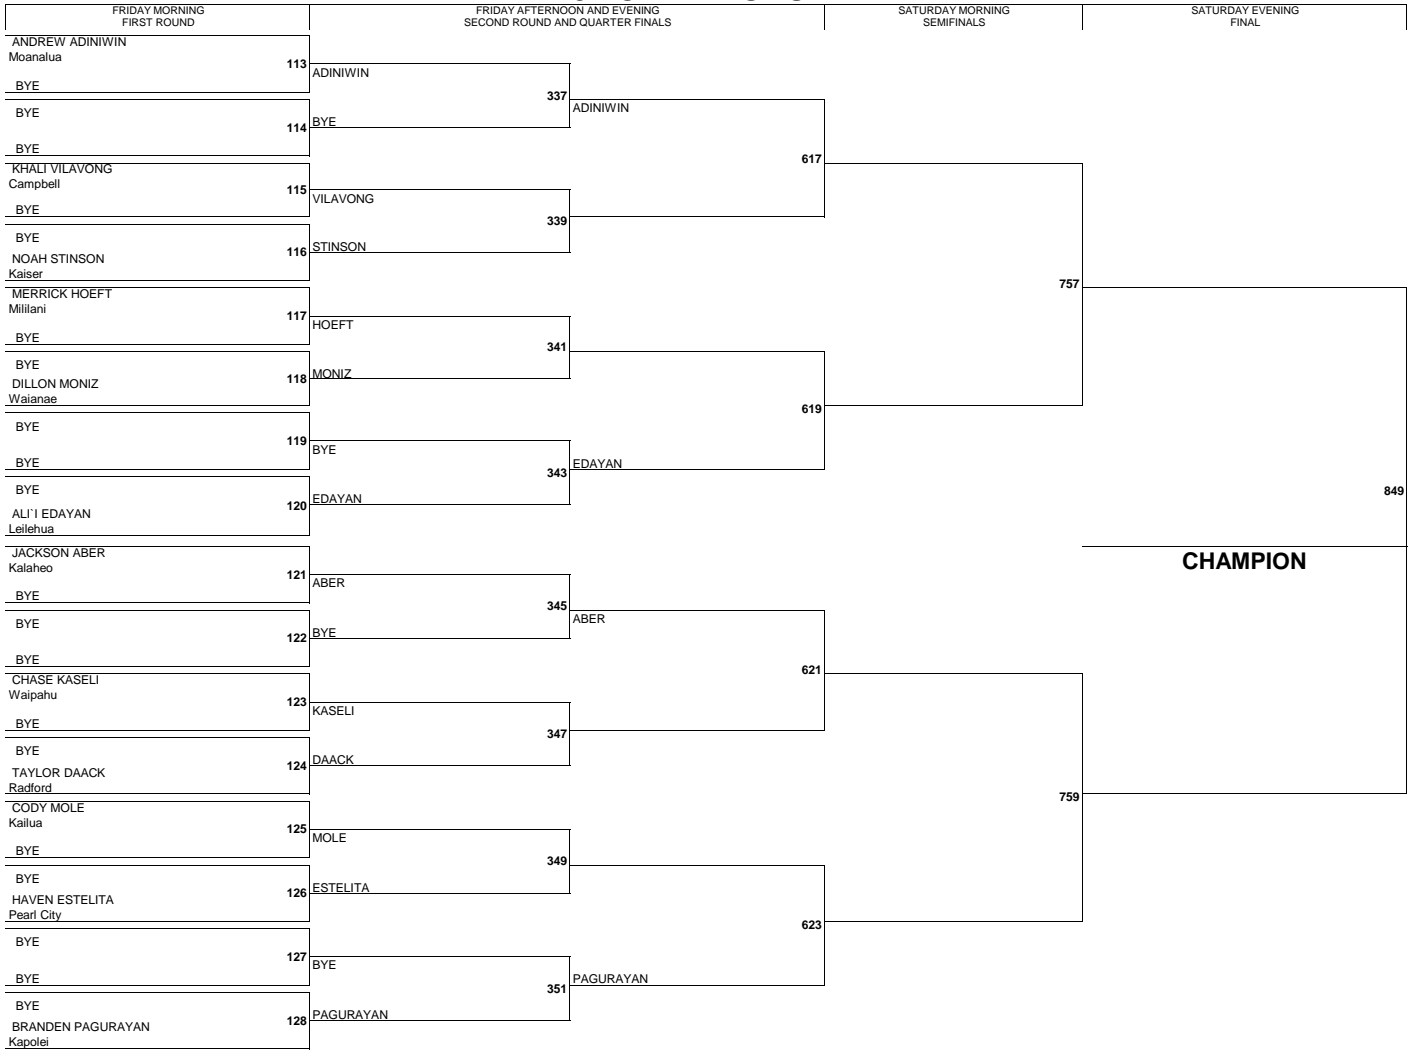 FRIDAY MORNING
FIRST ROUND
FRIDAY AFTERNOON AND EVENING
SECOND ROUND AND QUARTER FINALS
SATURDAY MORNING
SEMIFINALS
SATURDAY EVENING
FINAL
ANDREW ADINIWIN
Moanalua
113
BYE
BYE
114
BYE
KHALI VILAVONG
Campbell
115
BYE
BYE
116
NOAH STINSON
Kaiser
MERRICK HOEFT
Mililani
117
BYE
BYE
118
DILLON MONIZ
Waianae
BYE
119
BYE
BYE
120
ALI`I EDAYAN
Leilehua
JACKSON ABER
Kalaheo
121
BYE
BYE
122
BYE
CHASE KASELI
Waipahu
123
BYE
BYE
124
TAYLOR DAACK
Radford
CODY MOLE
Kailua
125
BYE
BYE
126
HAVEN ESTELITA
Pearl City
BYE
127
BYE
BYE
128
BRANDEN PAGURAYAN
Kapolei
ADINIWIN
337
BYE
VILAVONG
339
STINSON
HOEFT
341
MONIZ
BYE
343
EDAYAN
ABER
345
BYE
KASELI
347
DAACK
MOLE
349
ESTELITA
BYE
351
PAGURAYAN
ADINIWIN
617
619
EDAYAN
ABER
621
623
PAGURAYAN
757
759
849
CHAMPION